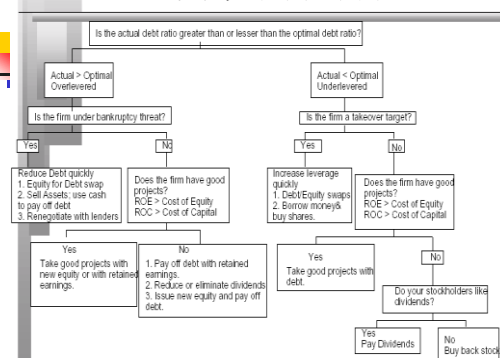 Is the actual debt ratio greater than or lesser than the optimal debt ratio?
Actual > Optimal
Overlevered
Actual < Optimal
Underlevered
Is the firm under bankruptcy threat?
Is the firm a takeover target?
Yes
No
Yes
No
Reduce Debt quickly
1. Equity for Debt swap
2. Sell Assets; use cash
to pay off debt
3. Renegotiate with lenders
Does the firm have good
projects?
ROE > Cost of Equity
ROC > Cost of Capital
Increase leverage
quickly
1. Debt/Equity swaps
2. Borrow money&
buy shares.
Does the firm have good
projects?
ROE > Cost of Equity
ROC > Cost of Capital
Yes
Take good projects with
new equity or with retained
earnings.
No
1. Pay off debt with retained
earnings.
2. Reduce or eliminate dividends.
3. Issue new equity and pay off
debt.
Yes
Take good projects with
debt.
No
Do your stockholders like
dividends?
Yes
Pay Dividends
No
Buy back stock